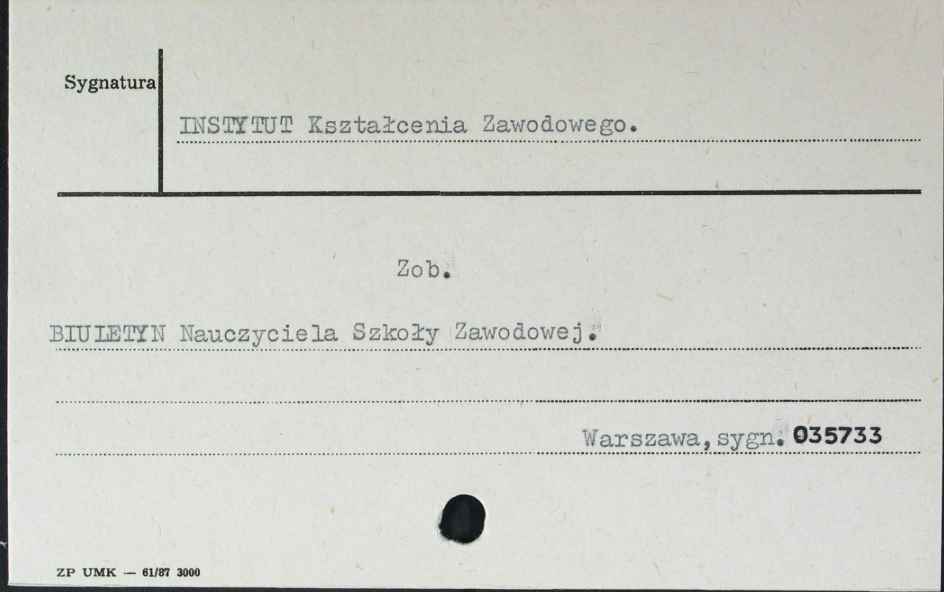 Sygnatura
INSTYTUT Kształcenia Zawodowego.
Zob.
BIULETYN Nauczyciela Szkoły Zawodowej.
Warszawa, sygn. 035733
ZP UMK — 61/87 3000